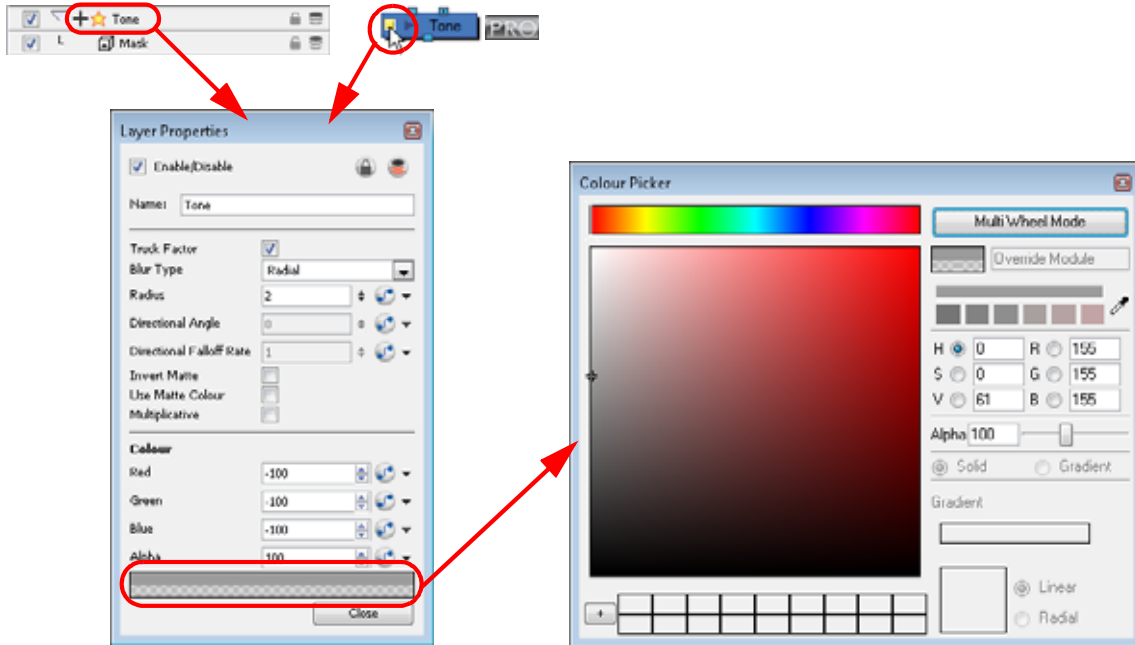 Tone
Mask
Tone
PRO
Layer Properties
Enable/Disable
Name: Tone
Truck Factor
Blur Type Radial
Radius 2
Directional Angle 0
Directional Falloff Rate 1
Invert Matte
Use Matte Colour
Multiplicative
Colour
Red -100
Green -100
Blue -100
Alpha 100
Close
Colour Picker
Multi Wheel Mode
Override Module
H 0 R 155
S 0 G 155
V 61 B 155
Alpha 100
Solid Gradient
Gradient
Linear
Radial
+